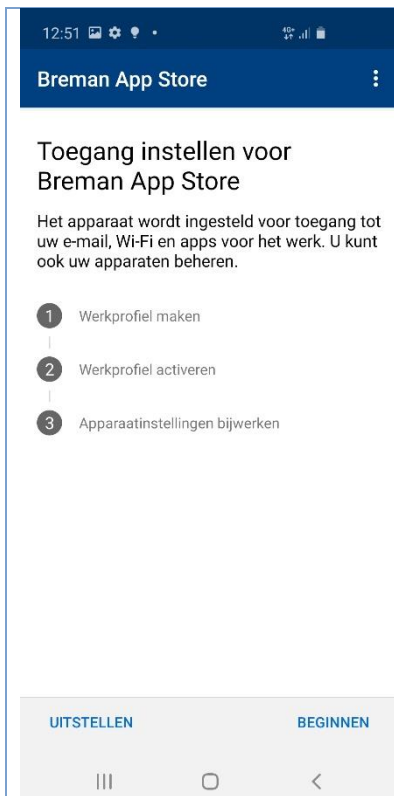 12:51
Breman App Store
Toegang instellen voor
Breman App Store
Het apparaat wordt ingesteld voor toegang tot
uw e-mail, Wi-Fi en apps voor het werk. U kunt
ook uw apparaten beheren.
1 Werkprofiel maken
2 Werkprofiel activeren
3 Apparaatinstellingen bijwerken
UITSTELLEN BEGINNEN